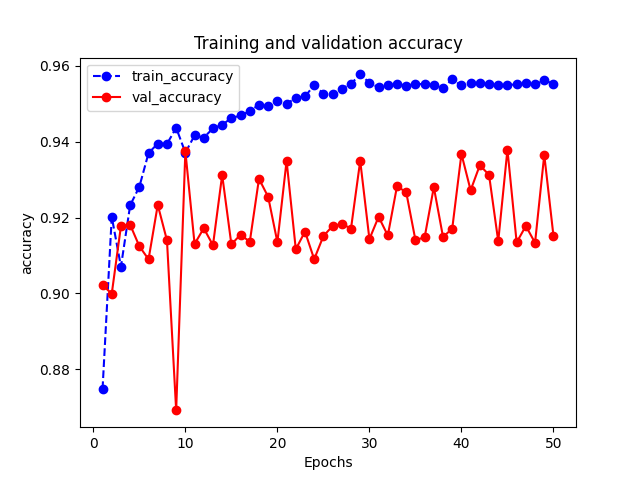 Training and validation accuracy
train_accuracy
val_accuracy
0.96
0.94
0.92
0.90
0.88
accuracy
0 10 20 30 40 50
Epochs